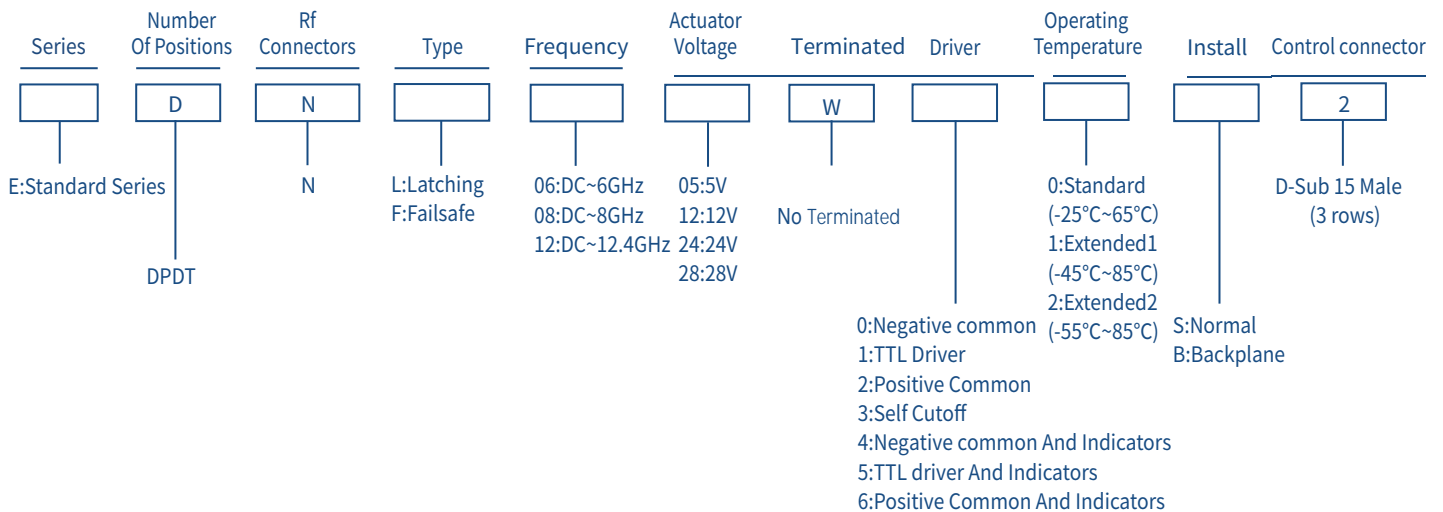 Series
Number
Of Positions
Rf
Connectors
Type
Frequency
Actuator
Voltage
Terminated
Driver
Operating
Temperature
Install
Control connector
D
N
W
2
E:Standard Series
DPDT
N
L:Latching
F:Failsafe
06:DC~6GHz
08:DC~8GHz
12:DC~12.4GHz
05:5V
12:12V
24:24V
28:28V
No Terminated
0:Negative common
1:TTL Driver
2:Positive Common
3:Self Cutoff
4:Negative common And Indicators
5:TTL driver And Indicators
6:Positive Common And Indicators
0:Standard
(-25°C~65°C)
1:Extended1
(-45°C~85°C)
2:Extended2
(-55°C~85°C)
S:Normal
B:Backplane
D-Sub 15 Male
(3 rows)